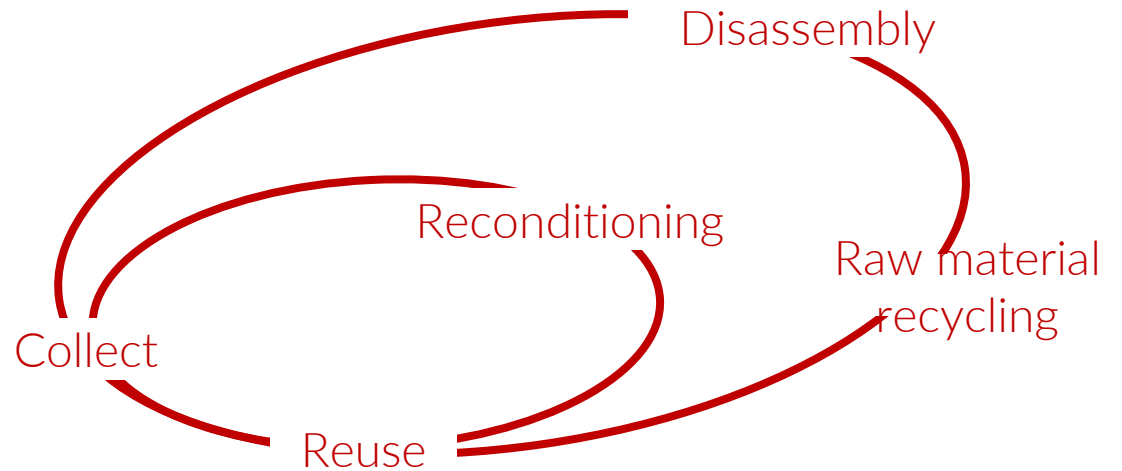 Disassembly
Reconditioning
Raw material
recycling
Collect
Reuse